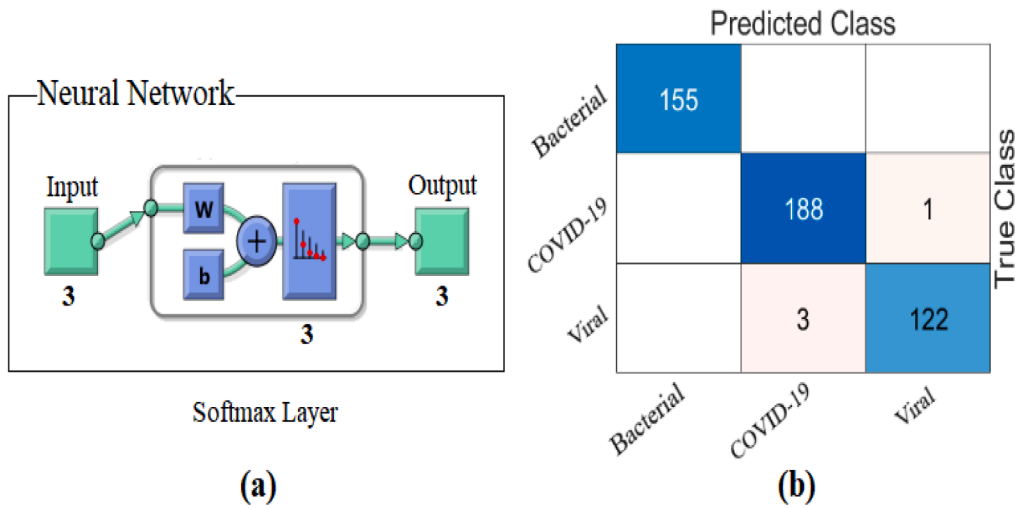 Neural Network
Input
Output
W
b
+
3
3
3
Softmax Layer
(a)
Predicted Class
Bacterial
155
COVID-19
188
1
Viral
3
122
True Class
Bacterial
COVID-19
Viral
(b)